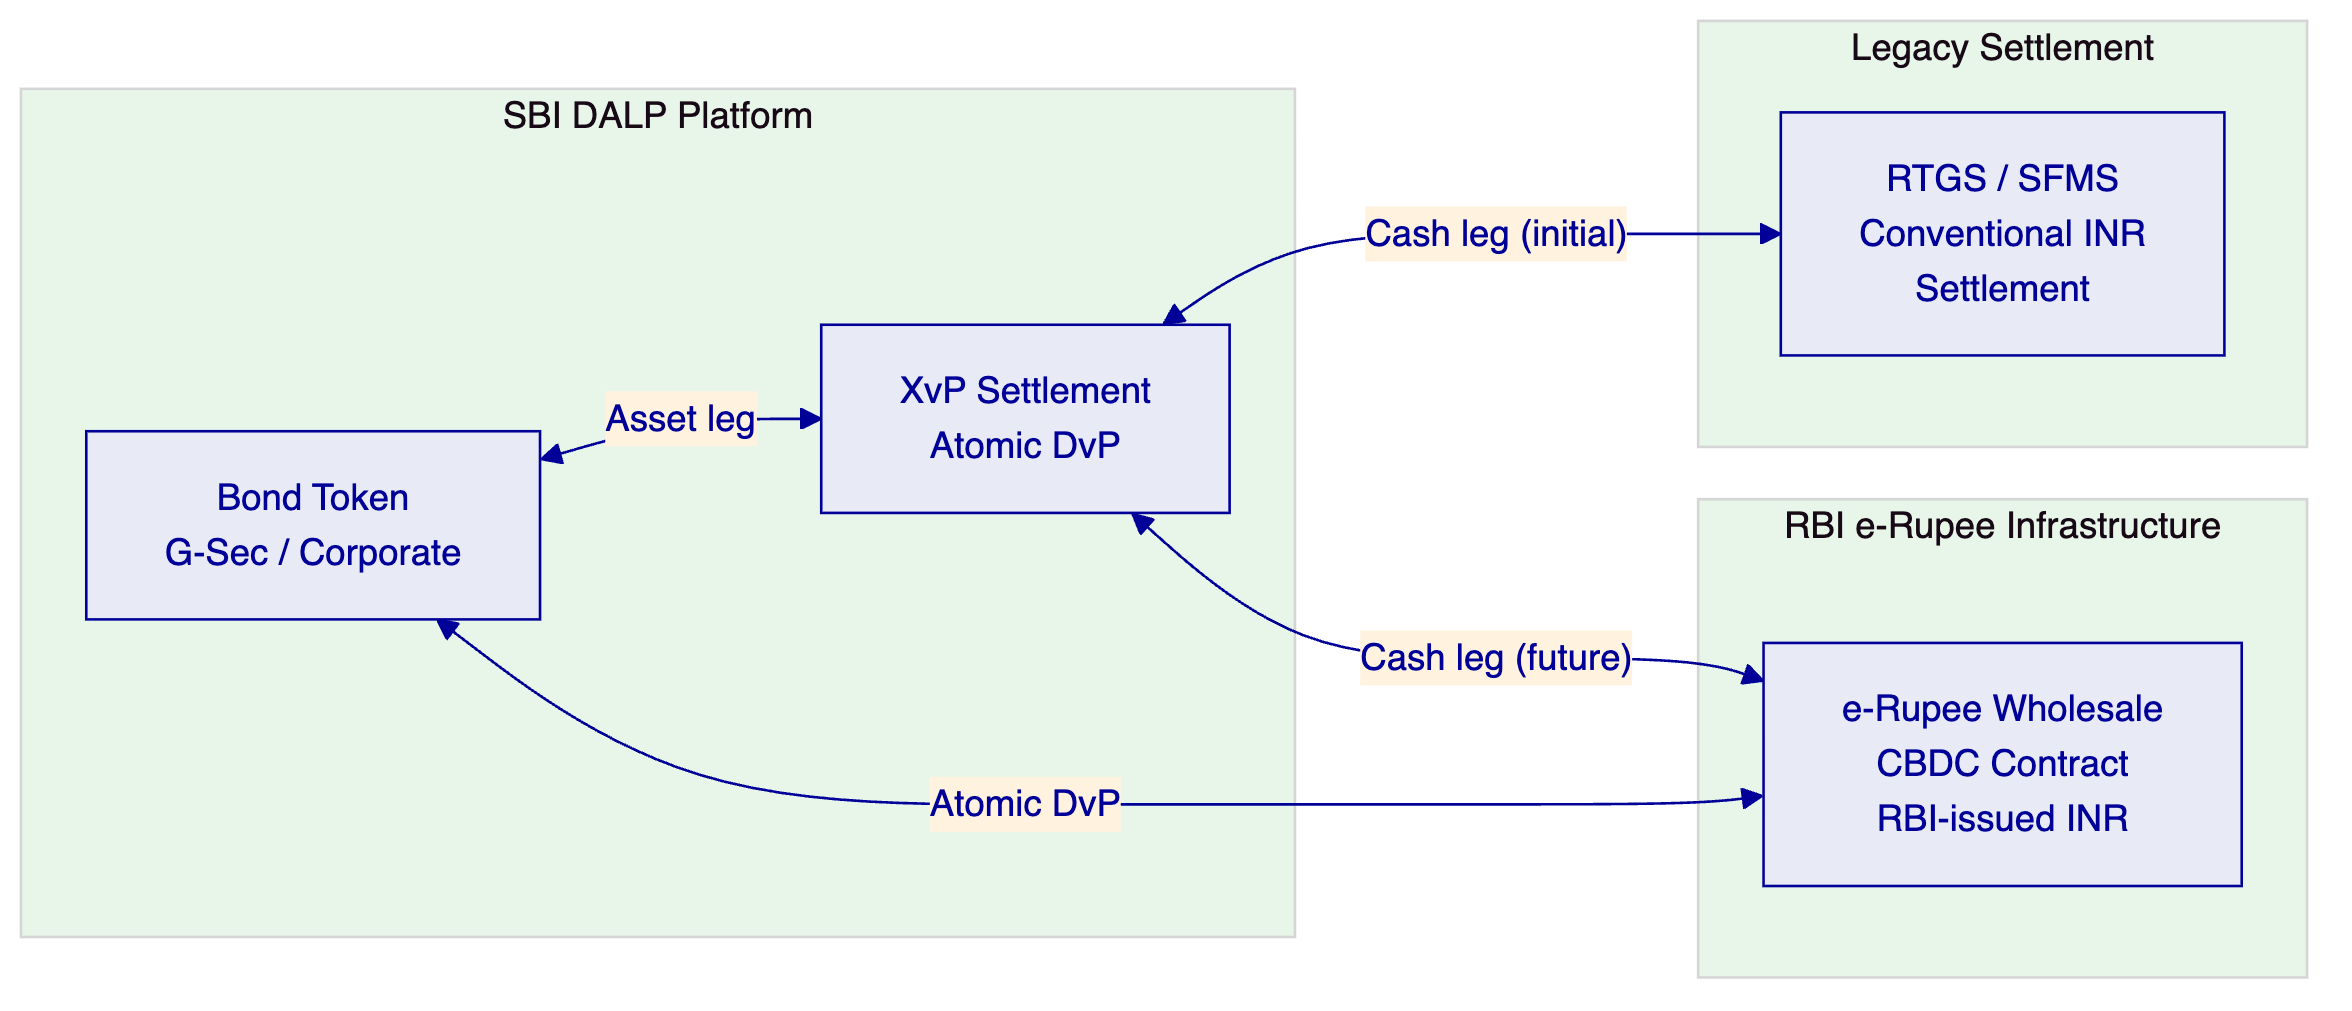 SBI DALP Platform
Bond Token
G-Sec / Corporate
Asset leg
XvP Settlement
Atomic DvP
Cash leg (initial)
Cash leg (future)
Atomic DvP
Legacy Settlement
RTGS / SFMS
Conventional INR
Settlement
RBI e-Rupee Infrastructure
e-Rupee Wholesale
CBDC Contract
RBI-issued INR